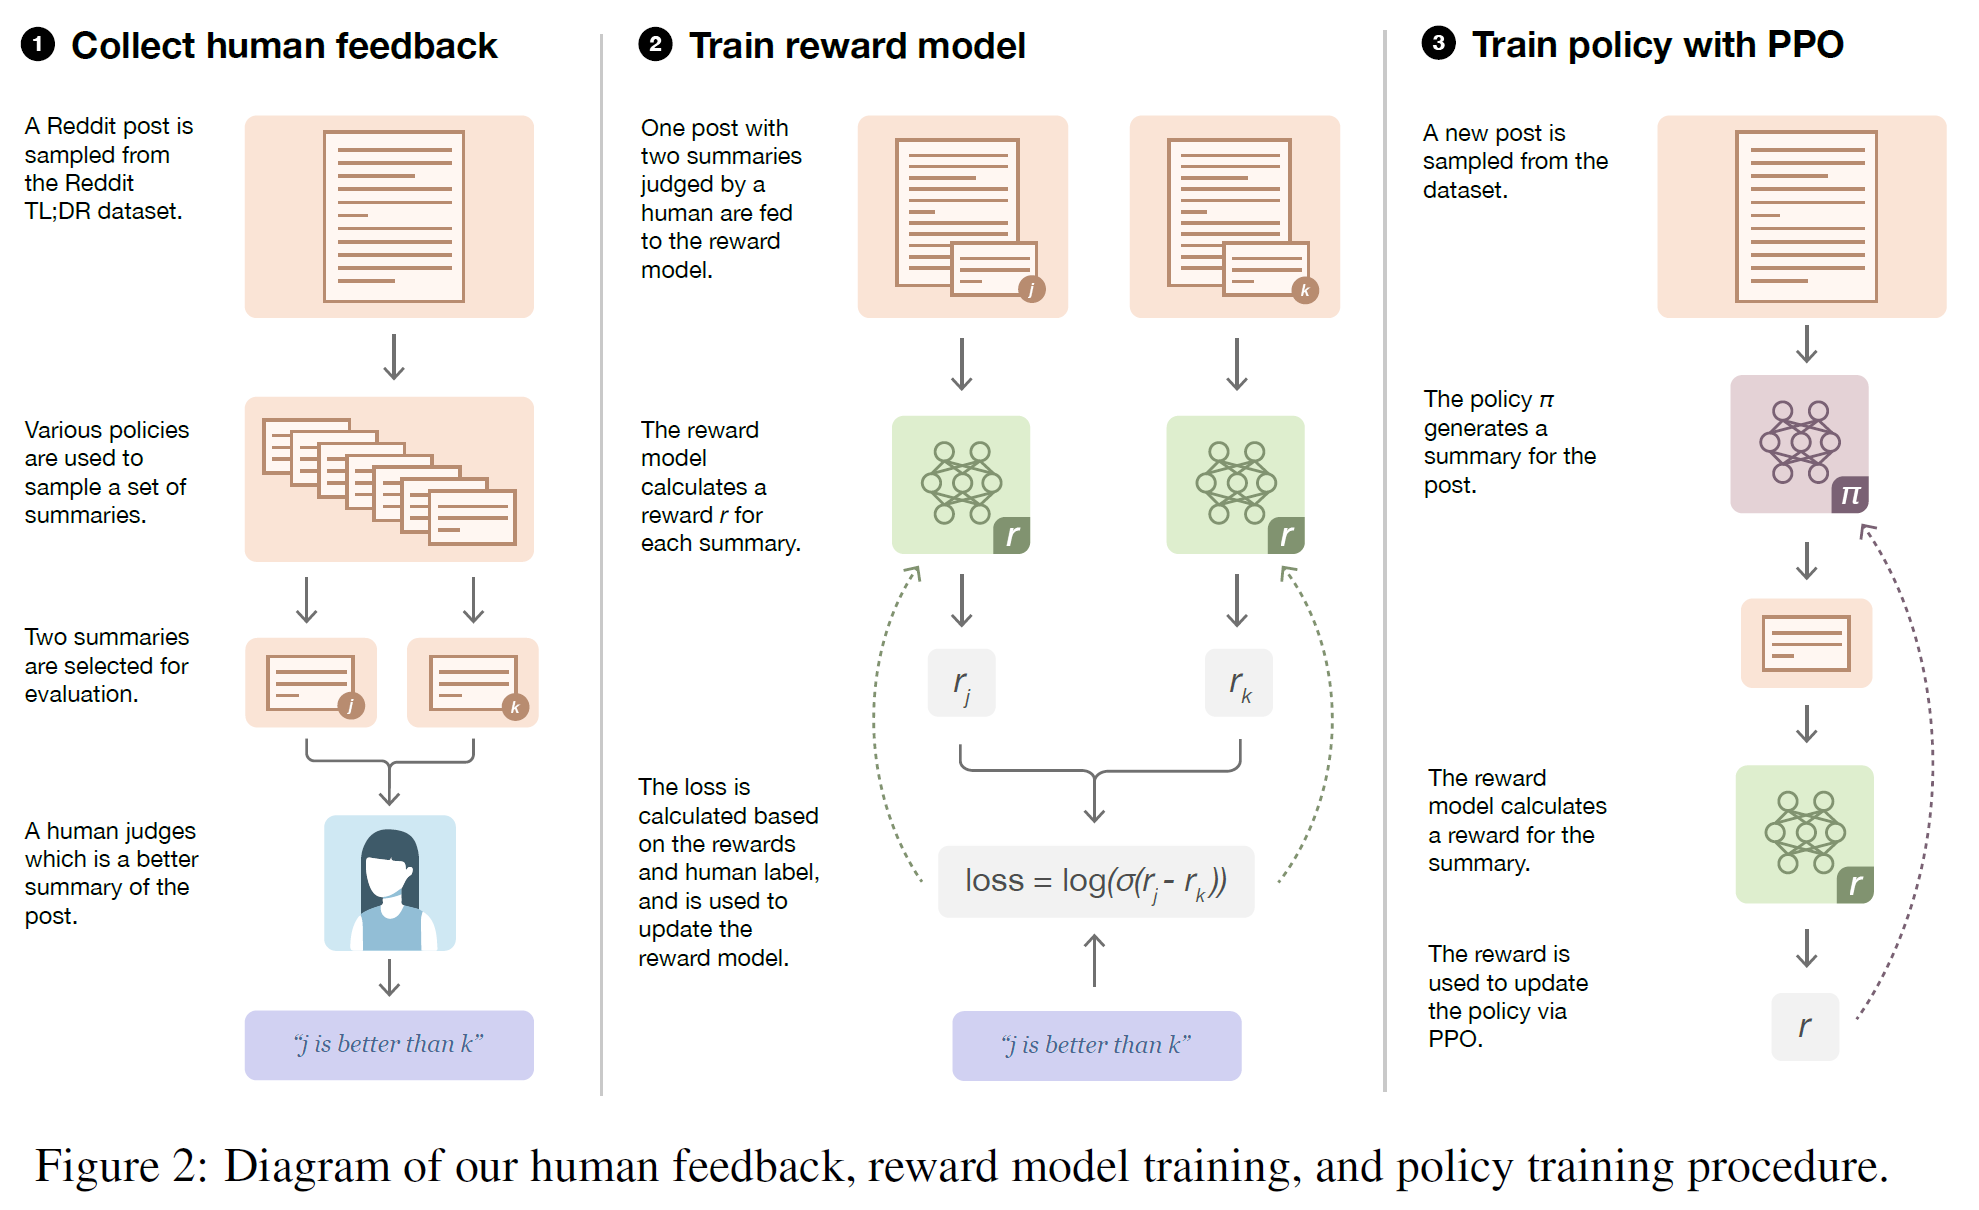 1 Collect human feedback
A Reddit post is
sampled from
the Reddit
TL;DR dataset.
Various policies
are used to
sample a set of
summaries.
Two summaries
are selected for
evaluation.
j
k
A human judges
which is a better
summary of the
post.
“j is better than k”
2 Train reward model
One post with
two summaries
judged by a
human are fed
to the reward
model.
j
k
The reward
model
calculates a
reward r for
each summary.
r
r
rj
rk
The loss is
calculated based
on the rewards
and human label,
and is used to
update the
reward model.
loss = log(σ(rj - rk))
“j is better than k”
3 Train policy with PPO
A new post is
sampled from the
dataset.
The policy π
generates a
summary for the
post.
π
The reward
model calculates
a reward for the
summary.
r
The reward is
used to update
the policy via
PPO.
r
Figure 2: Diagram of our human feedback, reward model training, and policy training procedure.